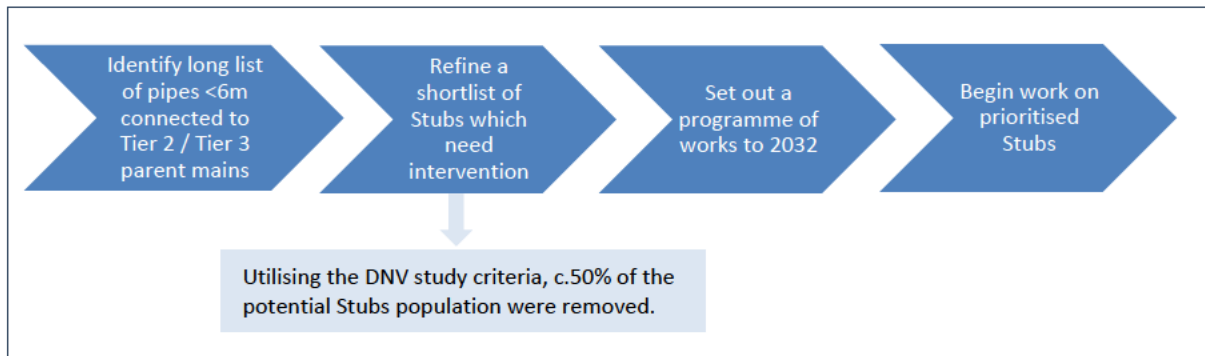 Identify long list
of pipes <6m
connected to
Tier 2 / Tier 3
parent mains
Refine a
shortlist of
Stubs which
need
intervention
Set out a
programme of
works to 2032
Begin work on
prioritised
Stubs
Utilising the DNV study criteria, c.50% of the
potential Stubs population were removed.